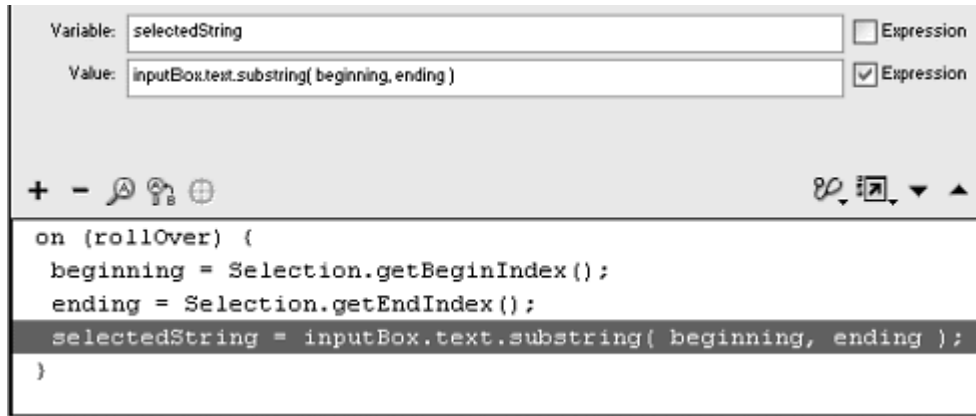 Variable: selectedString Expression
Value: inputBox.text.substring( beginning, ending ) Expression
on (rollOver) {
beginning = Selection.getBeginIndex();
ending = Selection.getEndIndex();
selectedString = inputBox.text.substring( beginning, ending );
}